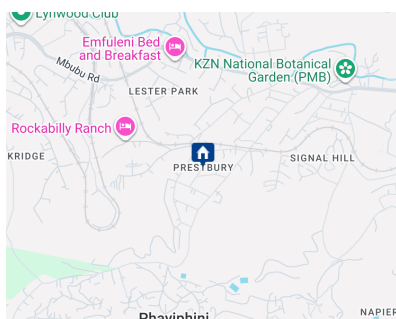 Lynwood Club
Emfuleni Bed
and Breakfast
Mbubu Rd
KZN National Botanical
Garden (PMB)
LESTER PARK
Rockabilly Ranch
KRIDGE
PRESTBURY
SIGNAL HILL
NAPIER
Phayiphini